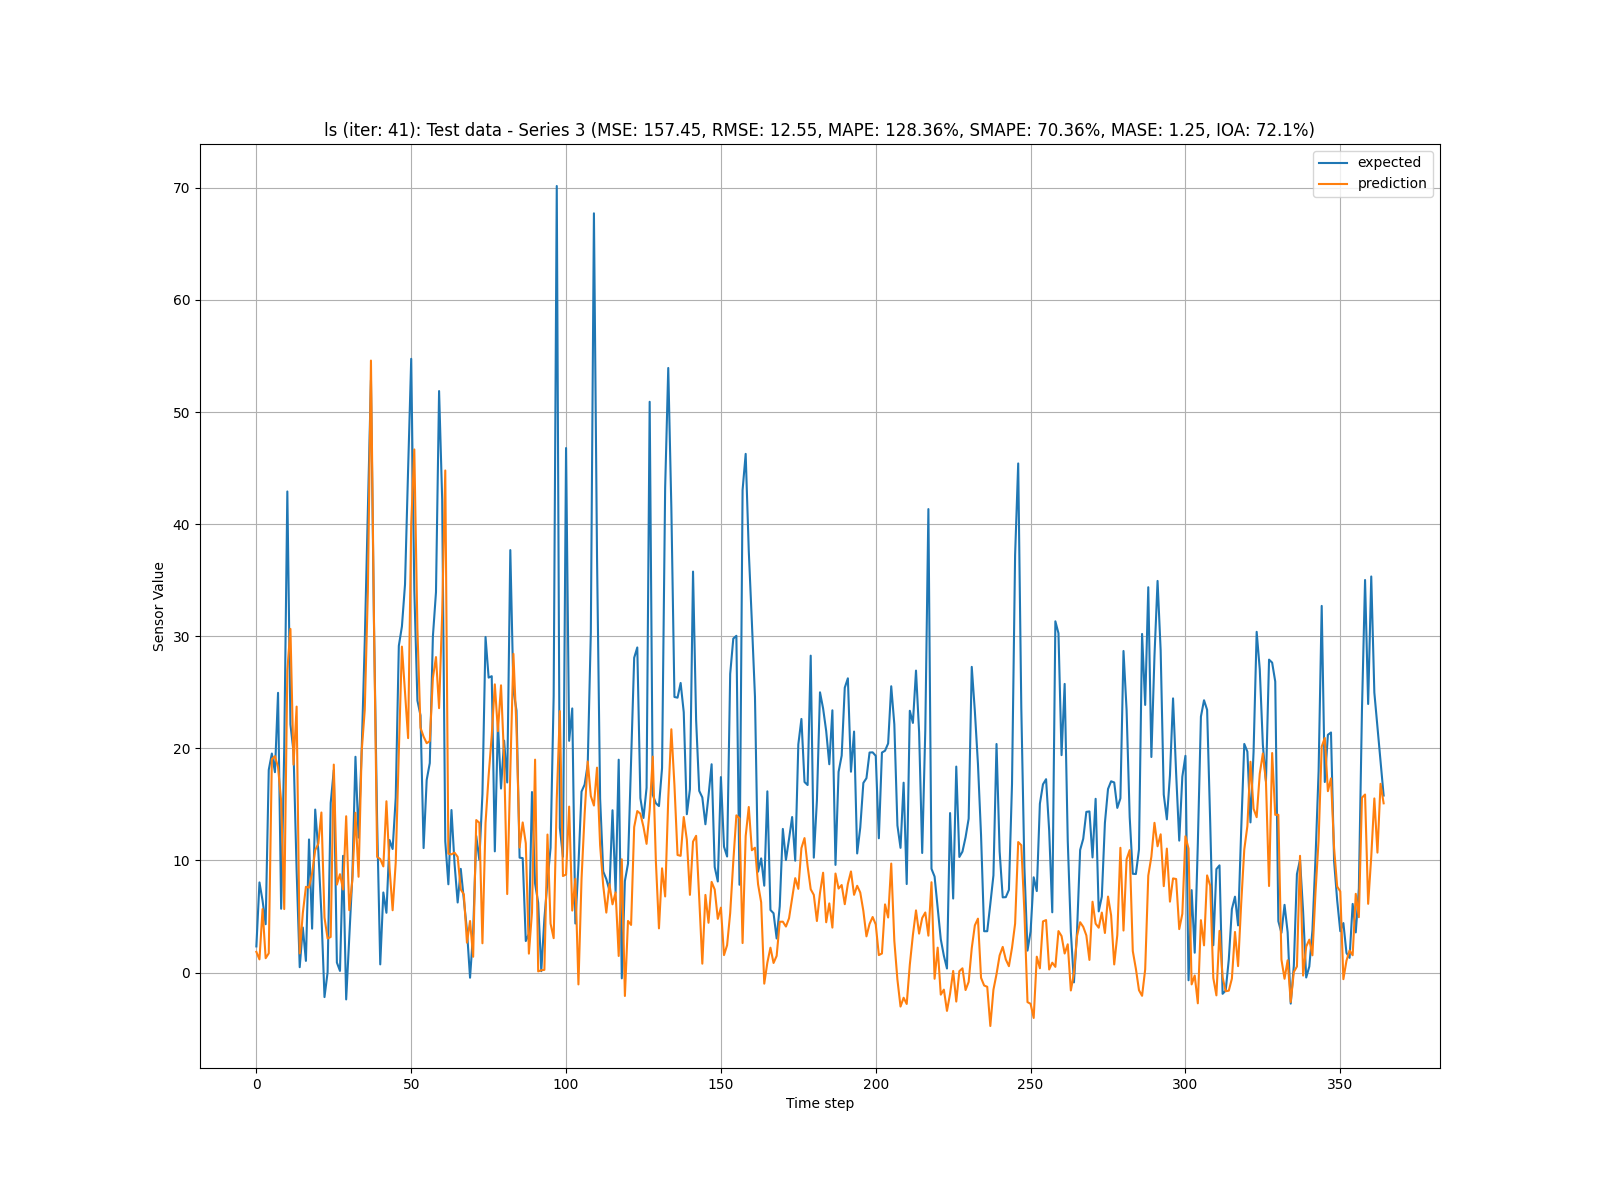 ls (iter: 41): Test data - Series 3 (MSE: 157.45, RMSE: 12.55, MAPE: 128.36%, SMAPE: 70.36%, MASE: 1.25, IOA: 72.1%)
expected
prediction
70
60
50
40
30
20
10
0
Sensor Value
0 50 100 150 200 250 300 350
Time step